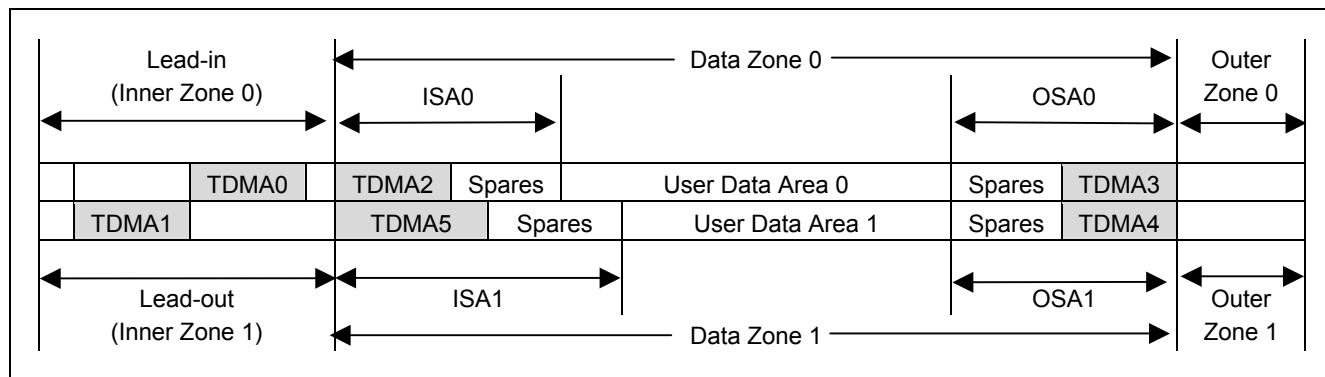 Lead-in
(Inner Zone 0)
Data Zone 0
Outer
Zone 0
ISA0
OSA0
TDMA0
TDMA2
Spares
User Data Area 0
Spares
TDMA3
TDMA1
TDMA5
Spares
User Data Area 1
Spares
TDMA4
Lead-out
(Inner Zone 1)
ISA1
OSA1
Outer
Zone 1
Data Zone 1